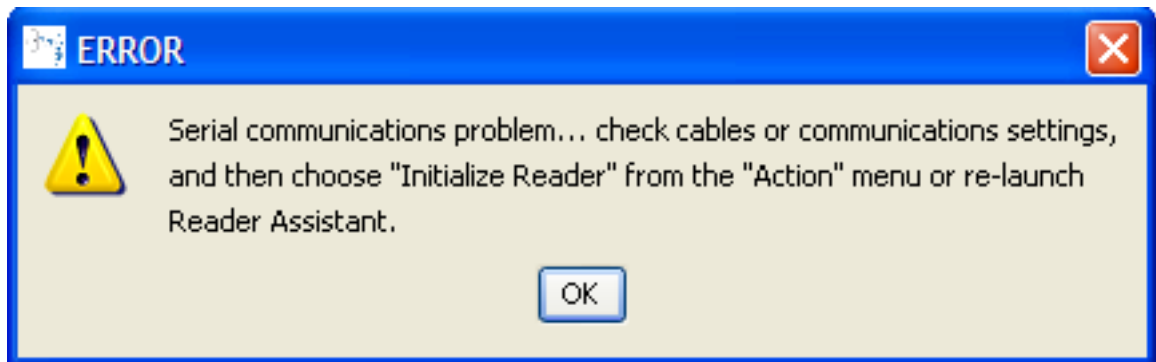 ERROR
Serial communications problem... check cables or communications settings,
and then choose "Initialize Reader" from the "Action" menu or re-launch
Reader Assistant.
OK